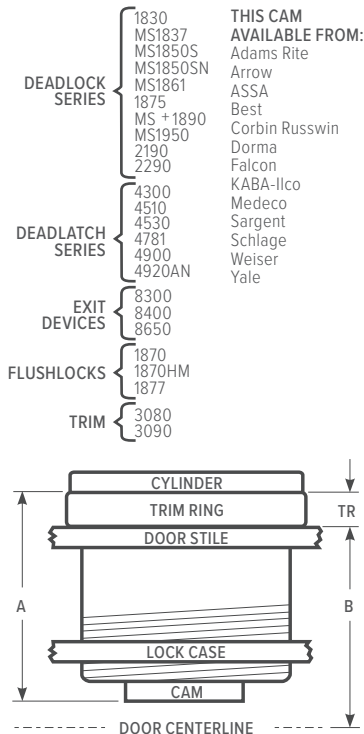 DEADLOCK
SERIES
1830
MS1837
MS1850S
MS1850SN
MS1861
1875
MS +1890
MS1950
2190
2290
DEADLATCH
SERIES
4300
4510
4530
4781
4900
4920AN
EXIT
DEVICES
8300
8400
8650
FLUSHLOCKS
1870
1870HM
1877
TRIM
3080
3090
THIS CAM
AVAILABLE FROM:
Adams Rite
Arrow
ASSA
Best
Corbin Russwin
Dorma
Falcon
KABA-Ilco
Medeco
Sargent
Schlage
Weiser
Yale
CYLINDER
TRIM RING
TR
DOOR STILE
A
B
LOCK CASE
CAM
DOOR CENTERLINE